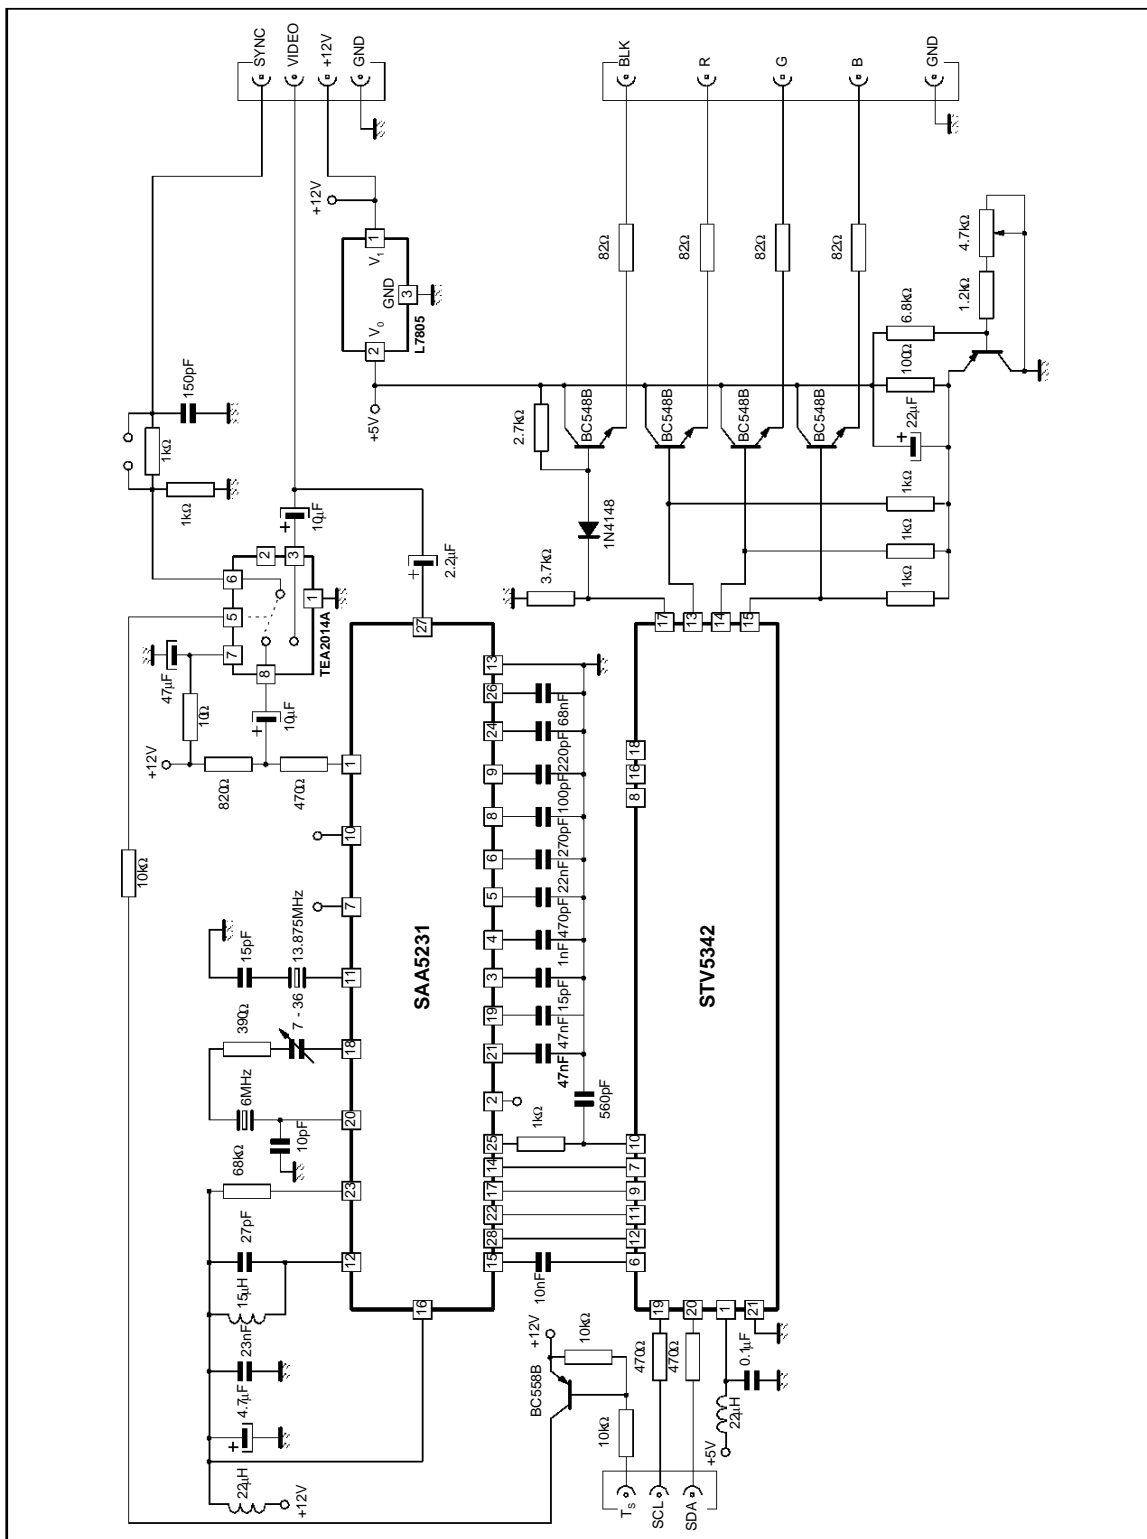 SYNC
VIDEO
+12V
GND
BLK
R
G
B
GND
+12V
1
V₁
GND
3
V₀
2
L7805
+5V
150pF
1kΩ
1kΩ
10µF
2
3
6
5
1
7
8
TEA2014A
47µF
10Ω
10µF
+12V
820Ω
470Ω
2.2µF
10kΩ
82Ω
82Ω
82Ω
82Ω
4.7kΩ
1.2kΩ
6.8kΩ
100Ω
22µF
+
2.7kΩ
BC548B
BC548B
BC548B
BC548B
1N4148
3.7kΩ
1kΩ
1kΩ
1kΩ
27
1
10
7
11
18
20
23
12
16
SAA5231
13
26
24
9
8
6
5
4
3
19
21
2
25
14
17
22
28
15
68nF
220pF
100pF
270pF
22nF
470pF
1nF
15pF
47nF
47nF
560pF
1kΩ
10nF
15pF
13.875MHz
390Ω
7 - 36
6MHz
10pF
68kΩ
27pF
15µH
23nF
4.7µF
+
22µH
+12V
17
13
14
15
18
16
8
STV5342
10
7
9
11
12
6
19
20
1
21
+12V
BC558B
10kΩ
10kΩ
470Ω
470Ω
0.1µF
22µH
+5V
TS
SCL
SDA